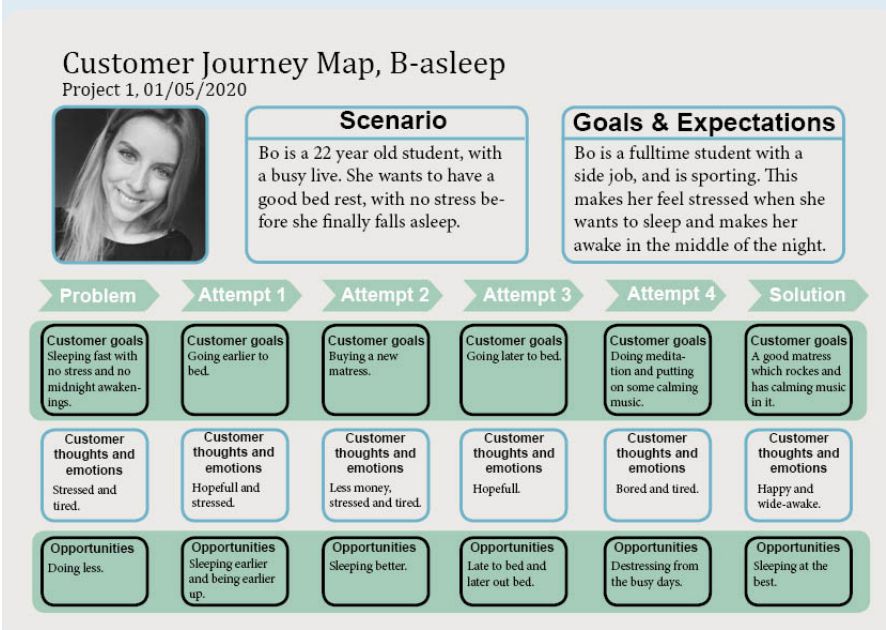 Customer Journey Map, B-asleep
Project 1, 01/05/2020
Scenario
Bo is a 22 year old student, with
a busy live. She wants to have a
good bed rest, with no stress be-
fore she finally falls asleep.
Goals & Expectations
Bo is a fulltime student with a
side job, and is sporting. This
makes her feel stressed when she
wants to sleep and makes her
awake in the middle of the night.
Problem
Attempt 1
Attempt 2
Attempt 3
Attempt 4
Solution
Customer goals
Sleeping fast with
no stress and no
midnight awaken-
ings.
Customer goals
Going earlier to
bed.
Customer goals
Buying a new
matress.
Customer goals
Going later to bed.
Customer goals
Doing medita-
tion and putting
on some calming
music.
Customer goals
A good matress
which rockes and
has calming music
in it.
Customer
thoughts and
emotions
Stressed and
tired.
Customer
thoughts and
emotions
Hopefull and
stressed.
Customer
thoughts and
emotions
Less money,
stressed and tired.
Customer
thoughts and
emotions
Hopefull.
Customer
thoughts and
emotions
Bored and tired.
Customer
thoughts and
emotions
Happy and
wide-awake.
Opportunities
Doing less.
Opportunities
Sleeping earlier
and being earlier
up.
Opportunities
Sleeping better.
Opportunities
Late to bed and
later out bed.
Opportunities
Destressing from
the busy days.
Opportunities
Sleeping at the
best.